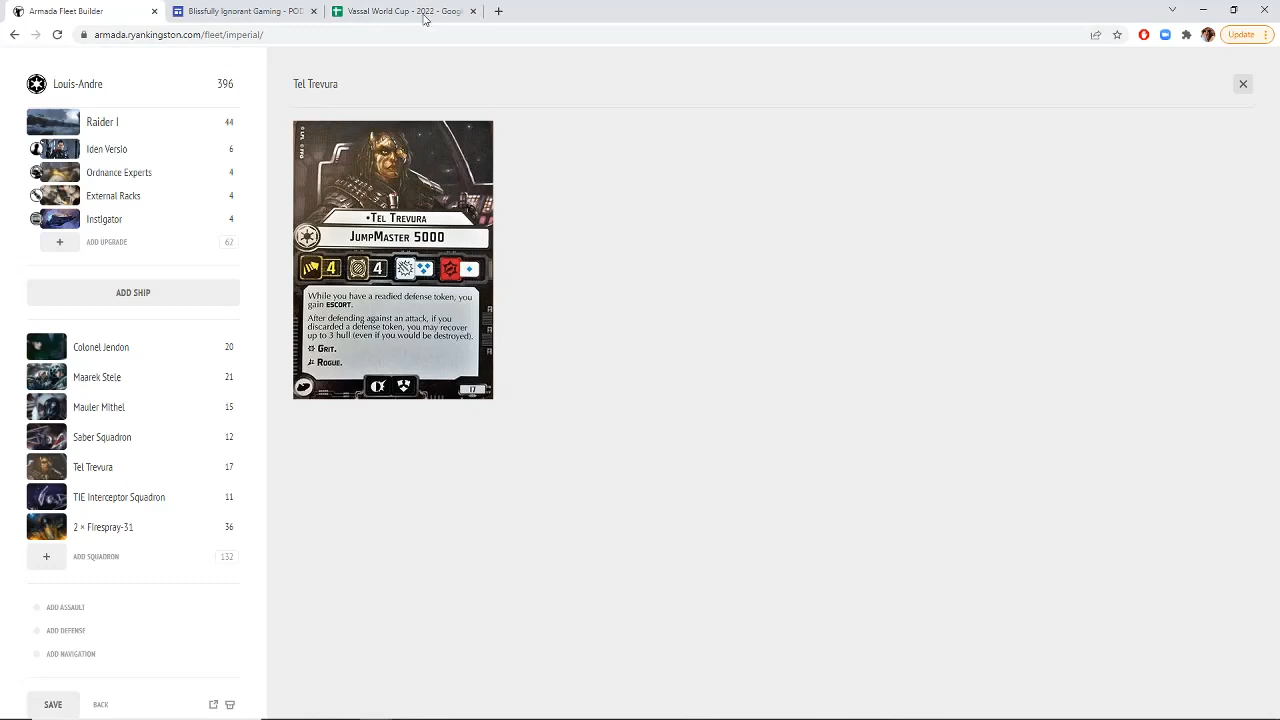 Armada Fleet Builder
Blissfully Ignorant Gaming - POD
Vassal World Cup - 2022 - Googl
armada.ryankingston.com/fleet/imperial/
Update
Louis-Andre 396
Raider I 44
Iden Versio 6
Ordnance Experts 4
External Racks 4
Instigator 4
ADD UPGRADE 62
ADD SHIP
Colonel Jendon 20
Maarek Stele 21
Mauler Mithel 15
Saber Squadron 12
Tel Trevura 17
TIE Interceptor Squadron 11
2 × Firespray-31 36
ADD SQUADRON 132
ADD ASSAULT
ADD DEFENSE
ADD NAVIGATION
SAVE BACK
Tel Trevura
•TEL TREVURA
JUMPMASTER 5000
4 4
While you have a readied defense token, you
gain ESCORT.
After defending against an attack, if you
discarded a defense token, you may recover
up to 3 hull (even if you would be destroyed).
GRIT.
ROGUE.
17